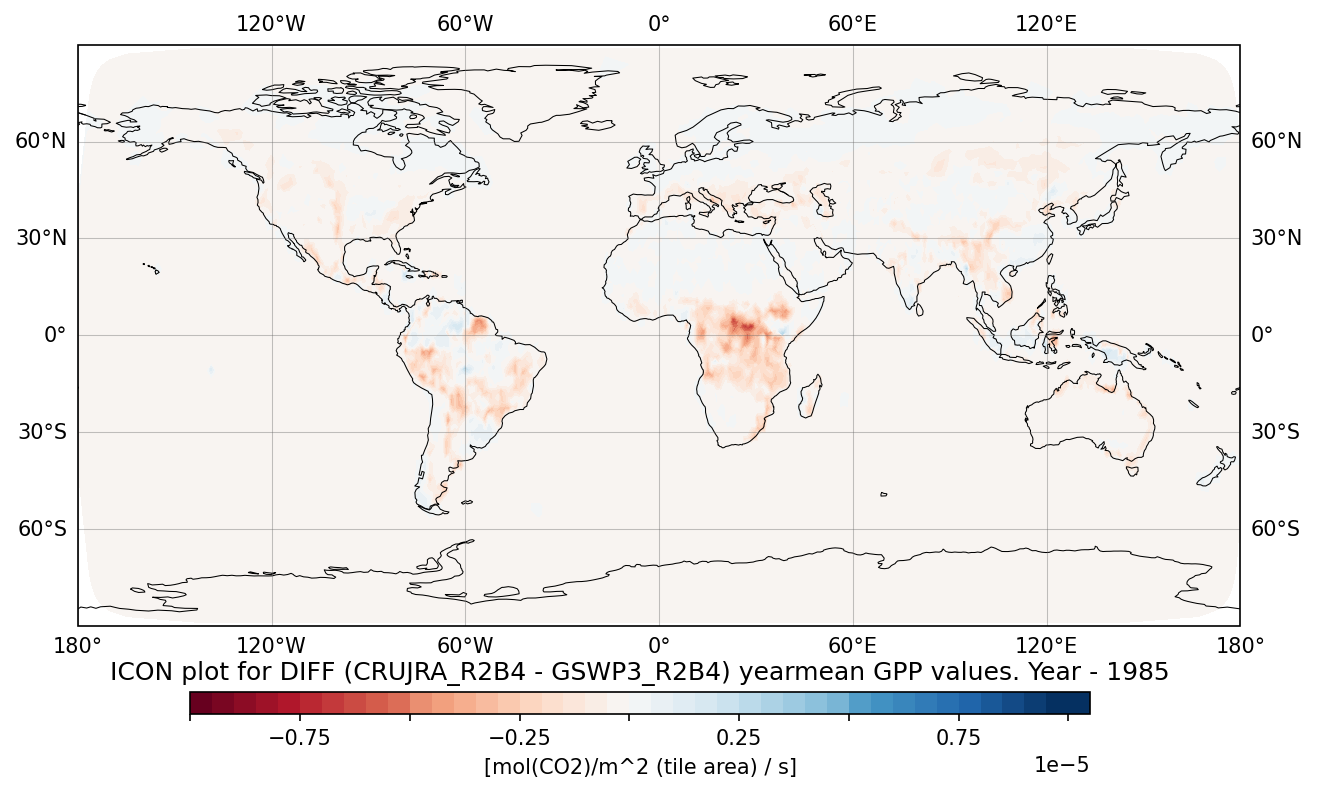 120°W 60°W 0° 60°E 120°E
60°N 60°N
30°N 30°N
0° 0°
30°S 30°S
60°S 60°S
180° 120°W 60°W 0° 60°E 120°E 180°
ICON plot for DIFF (CRUJRA_R2B4 - GSWP3_R2B4) yearmean GPP values. Year - 1985
−0.75 −0.25 0.25 0.75
1e−5
[mol(CO2)/m^2 (tile area) / s]